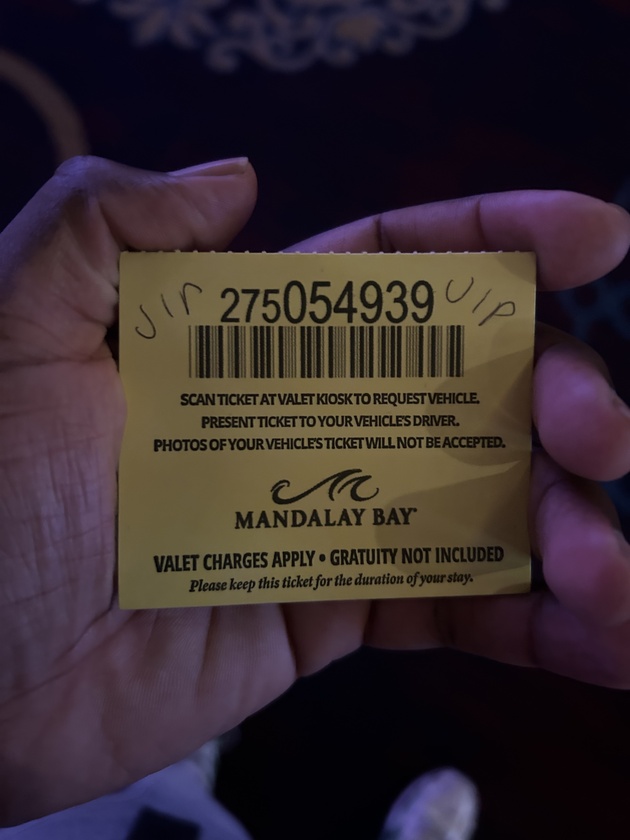 VIP 275054939 VIP
SCAN TICKET AT VALET KIOSK TO REQUEST VEHICLE.
PRESENT TICKET TO YOUR VEHICLE'S DRIVER.
PHOTOS OF YOUR VEHICLE'S TICKET WILL NOT BE ACCEPTED.
MANDALAY BAY
VALET CHARGES APPLY • GRATUITY NOT INCLUDED
Please keep this ticket for the duration of your stay.